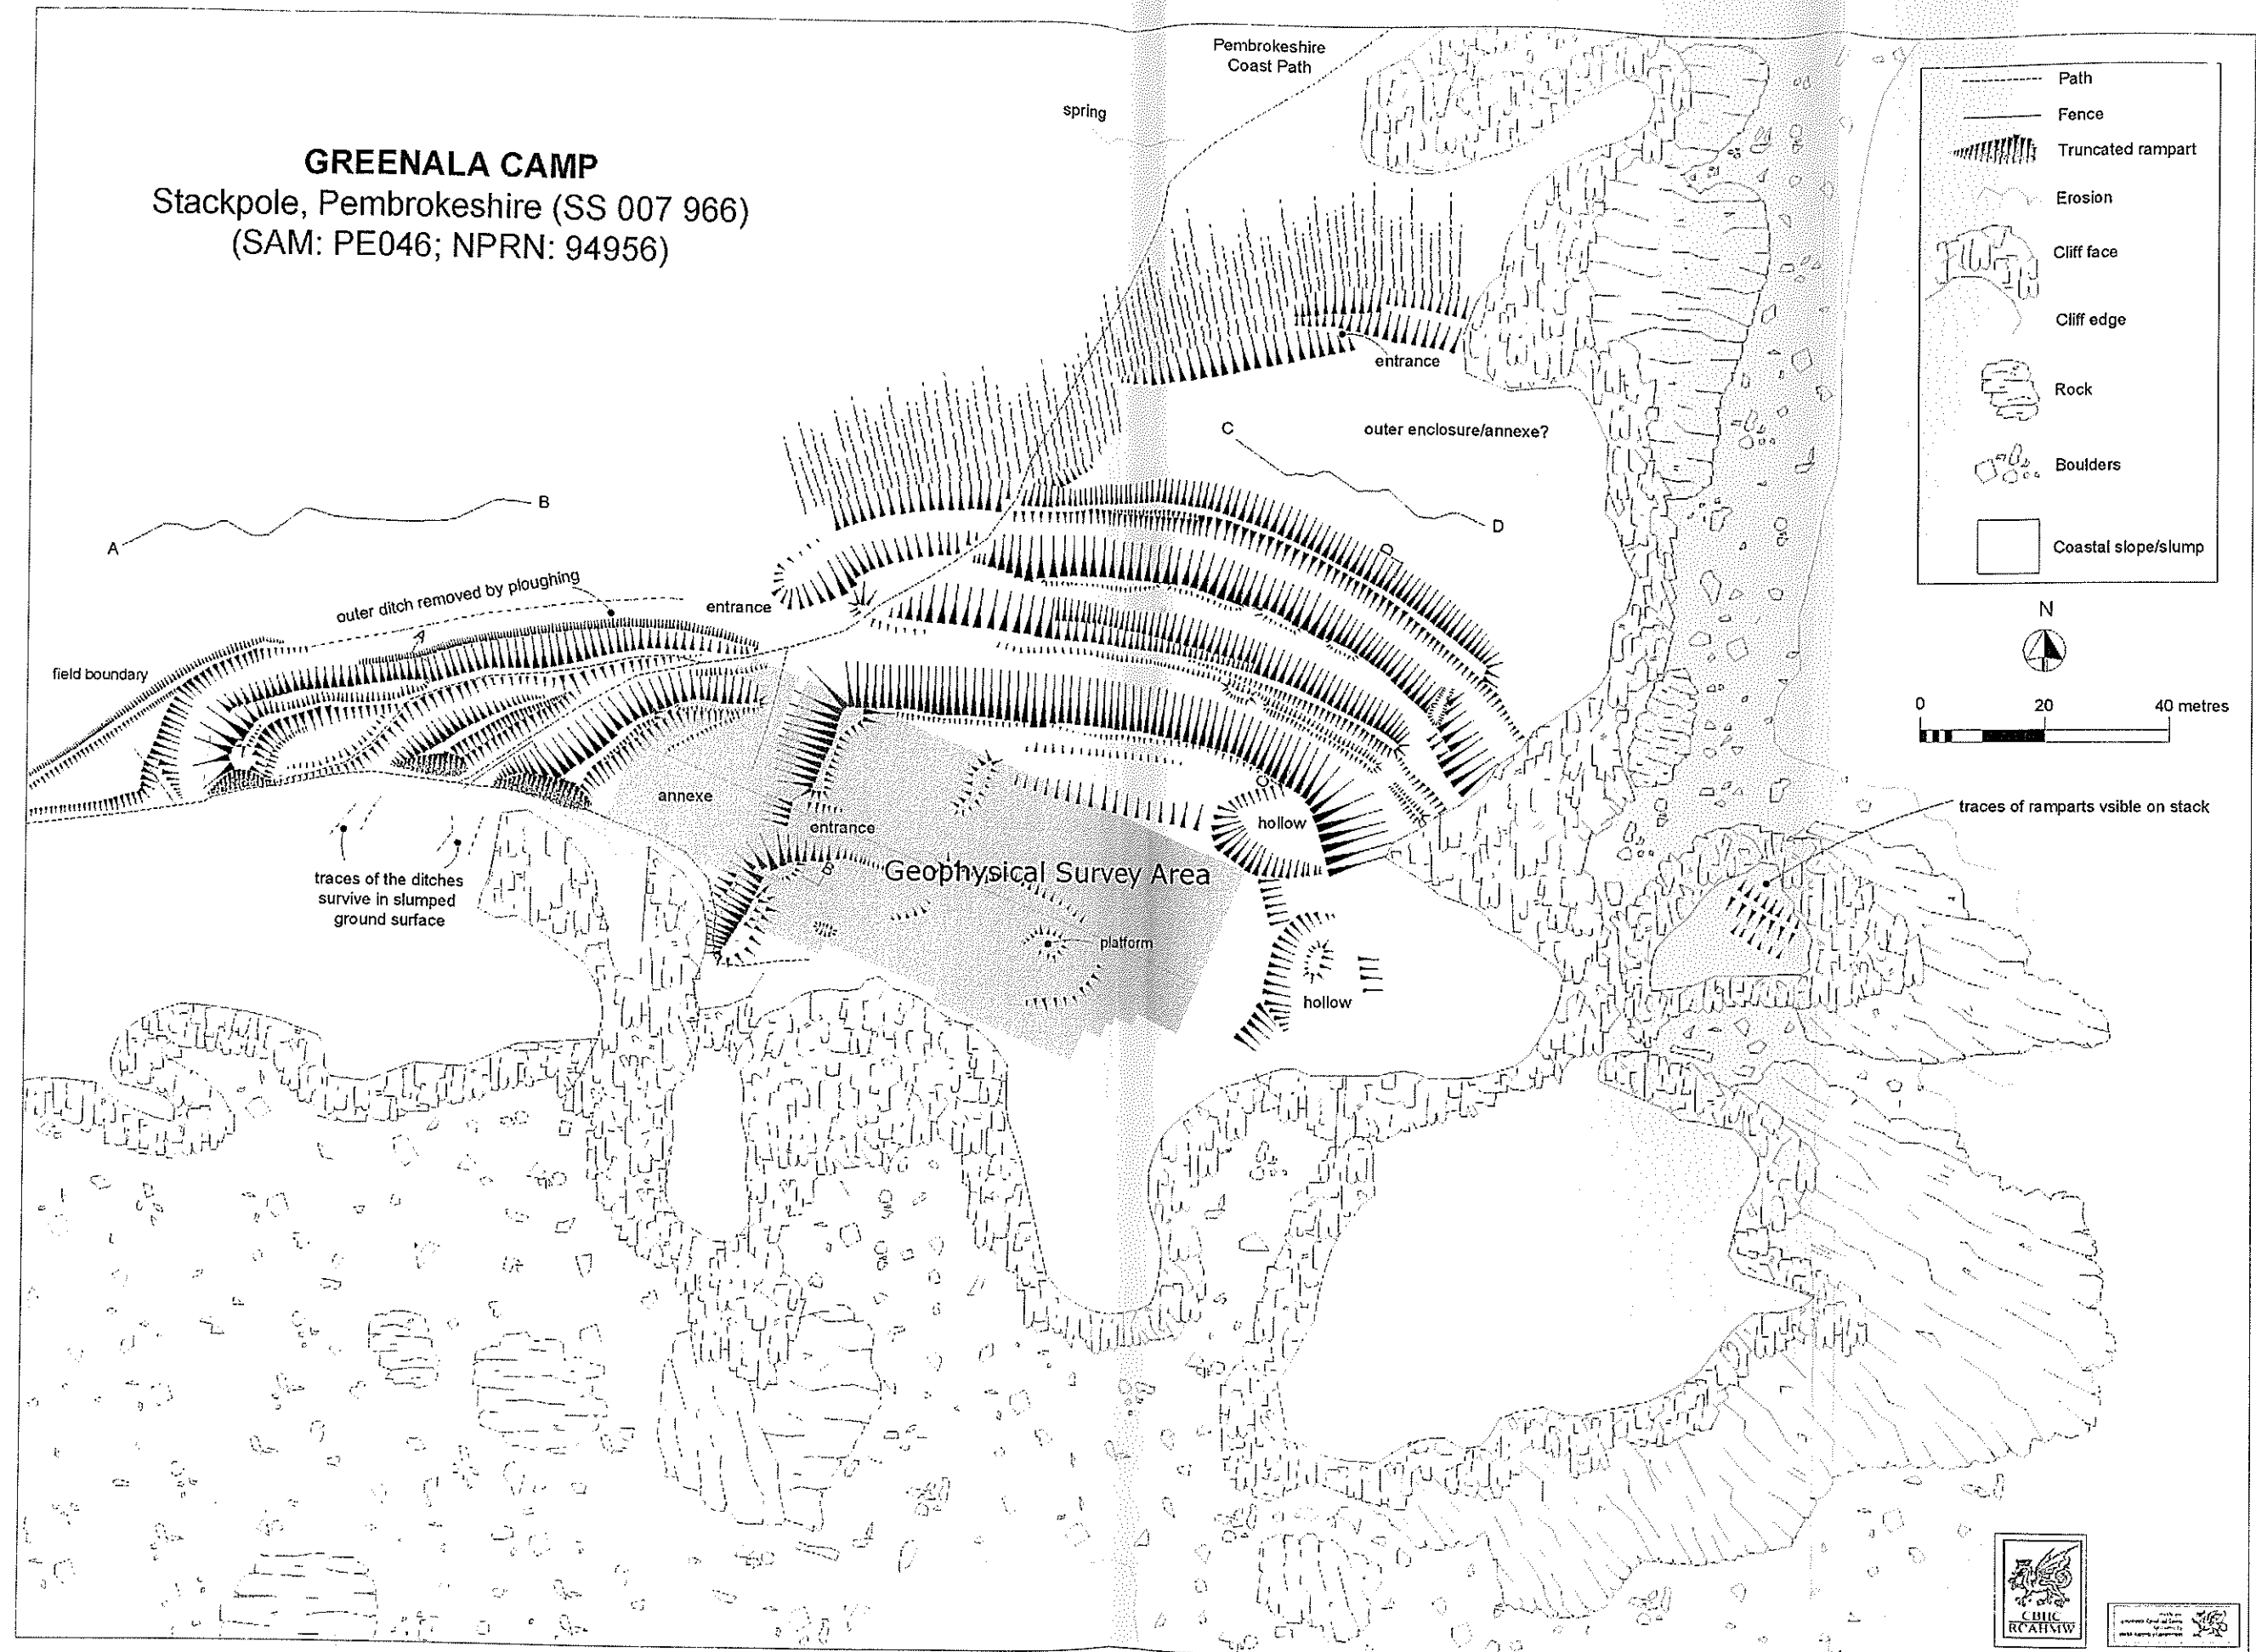 GREENALA CAMP
Stackpole, Pembrokeshire (SS 007 966)
(SAM: PE046; NPRN: 94956)
Pembrokeshire
Coast Path
spring
entrance
outer enclosure/annexe?
C
D
A
B
outer ditch removed by ploughing
A
entrance
D
field boundary
annexe
entrance
Geophysical Survey Area
B
C
hollow
platform
hollow
traces of the ditches
survive in slumped
ground surface
traces of ramparts vsible on stack
Path
Fence
Truncated rampart
Erosion
Cliff face
Cliff edge
Rock
Boulders
Coastal slope/slump
N
0 20 40 metres
CBHC
RCAHMW